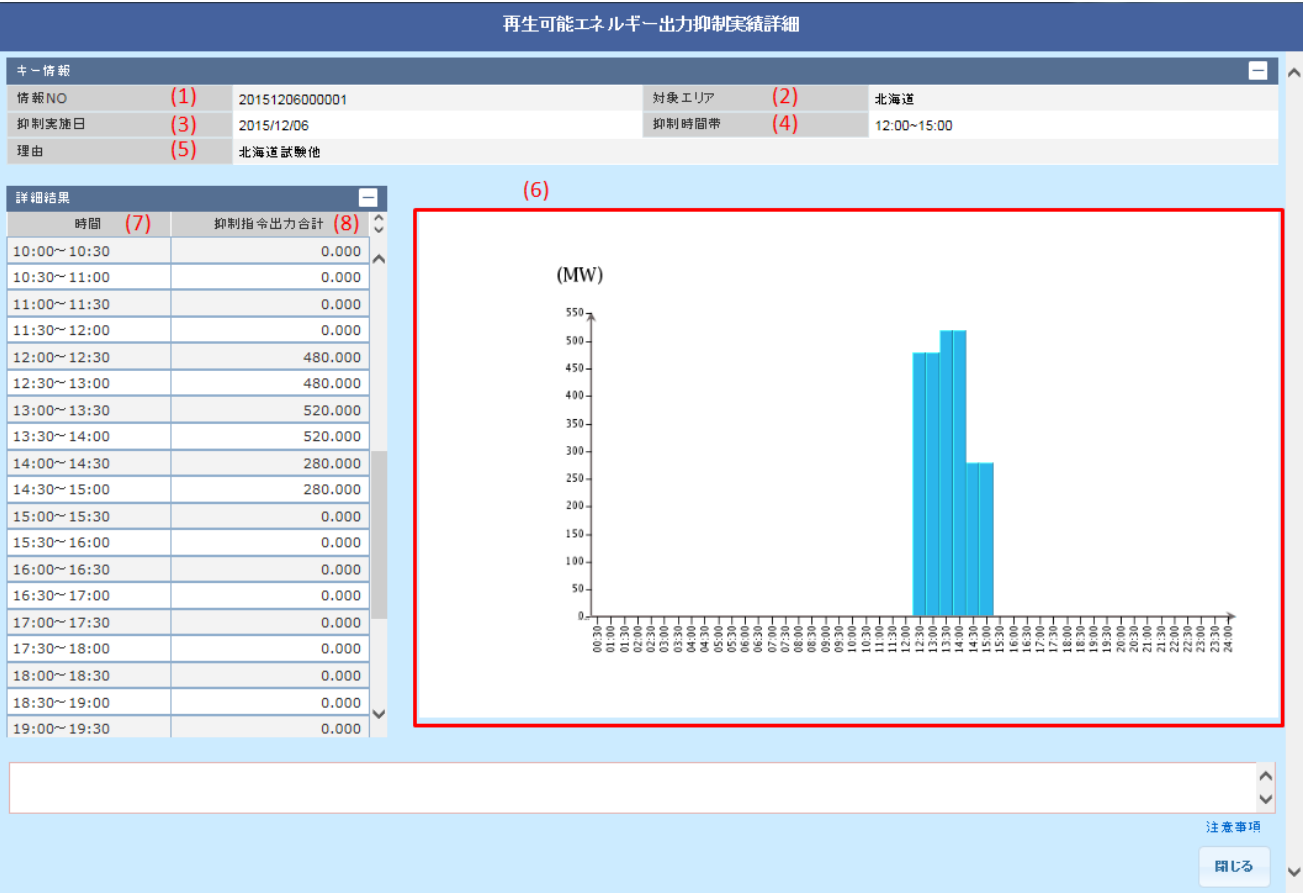 再生可能エネルギー出力抑制実績詳細
キー情報
情報NO (1) 20151206000001 対象エリア (2) 北海道
抑制実施日 (3) 2015/12/06 抑制時間帯 (4) 12:00~15:00
理由 (5) 北海道試験他
(6)
詳細結果
時間 (7) 抑制指令出力合計 (8)
10:00～10:30 0.000
10:30～11:00 0.000
11:00～11:30 0.000
11:30～12:00 0.000
12:00～12:30 480.000
12:30～13:00 480.000
13:00～13:30 520.000
13:30～14:00 520.000
14:00～14:30 280.000
14:30～15:00 280.000
15:00～15:30 0.000
15:30～16:00 0.000
16:00～16:30 0.000
16:30～17:00 0.000
17:00～17:30 0.000
17:30～18:00 0.000
18:00～18:30 0.000
18:30～19:00 0.000
19:00～19:30 0.000
(MW)
550
500
450
400
350
300
250
200
150
100
50
0
00:30 01:00 01:30 02:00 02:30 03:00 03:30 04:00 04:30 05:00 05:30 06:00 06:30 07:00 07:30 08:00 08:30 09:00 09:30 10:00 10:30 11:00 11:30 12:00 12:30 13:00 13:30 14:00 14:30 15:00 15:30 16:00 16:30 17:00 17:30 18:00 18:30 19:00 19:30 20:00 20:30 21:00 21:30 22:00 22:30 23:00 23:30 24:00
注意事項
閉じる